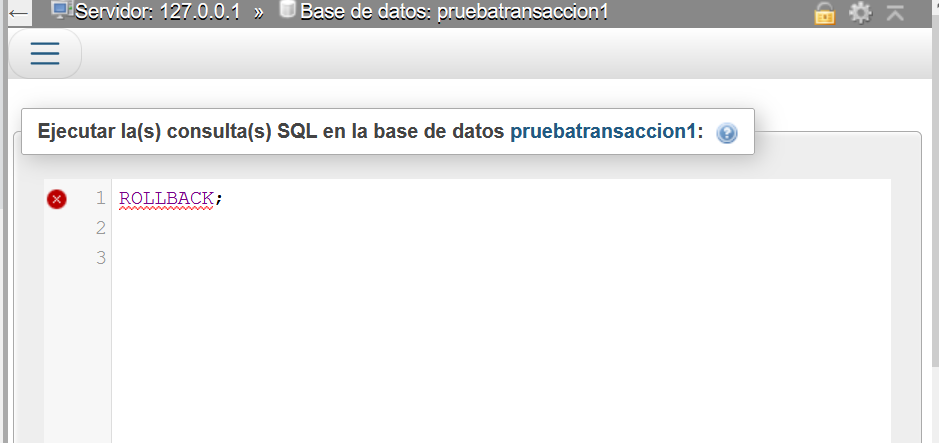 Servidor: 127.0.0.1 » Base de datos: pruebatransaccion1
Ejecutar la(s) consulta(s) SQL en la base de datos pruebatransaccion1:
1 ROLLBACK;
2
3